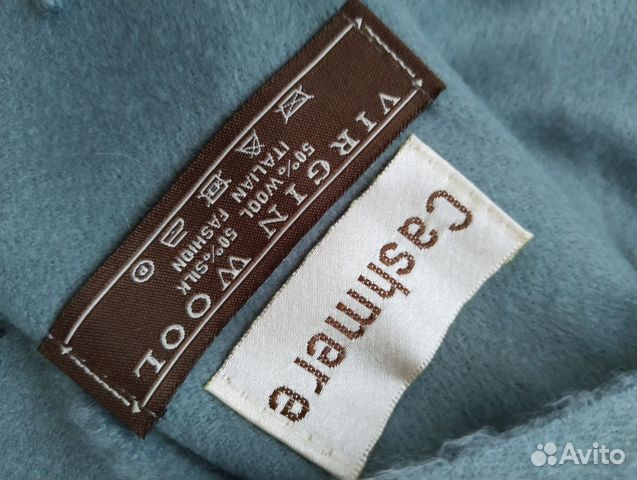 VIRGIN WOOL
50% WOOL 50% SILK
ITALIAN FASHION
P
Cashmere
Avito